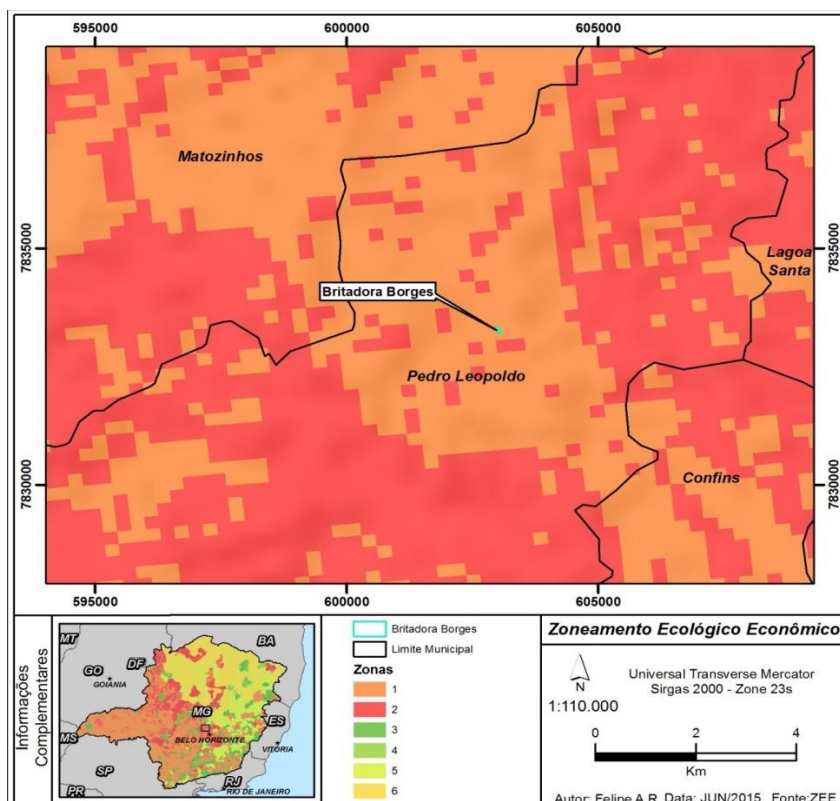 595000 600000 605000
7835000
7835000
7830000
7830000
Matozinhos
Lagoa
Santa
Britadora Borges
Pedro Leopoldo
Confins
595000 600000 605000
Informações
Complementares
MT
GO
GOIÂNIA
DF
BA
MG
BELO HORIZONTE
ES
VITÓRIA
MS
SP
PR
RJ
RIO DE JANEIRO
Britadora Borges
Limite Municipal
Zonas
1
2
3
4
5
6
Zoneamento Ecológico Econômico
N
1:110.000
Universal Transverse Mercator
Sirgas 2000 - Zone 23s
0 2 4
Km
Autor: Felipe A.R. Data: JUN/2015 Fonte:ZEE